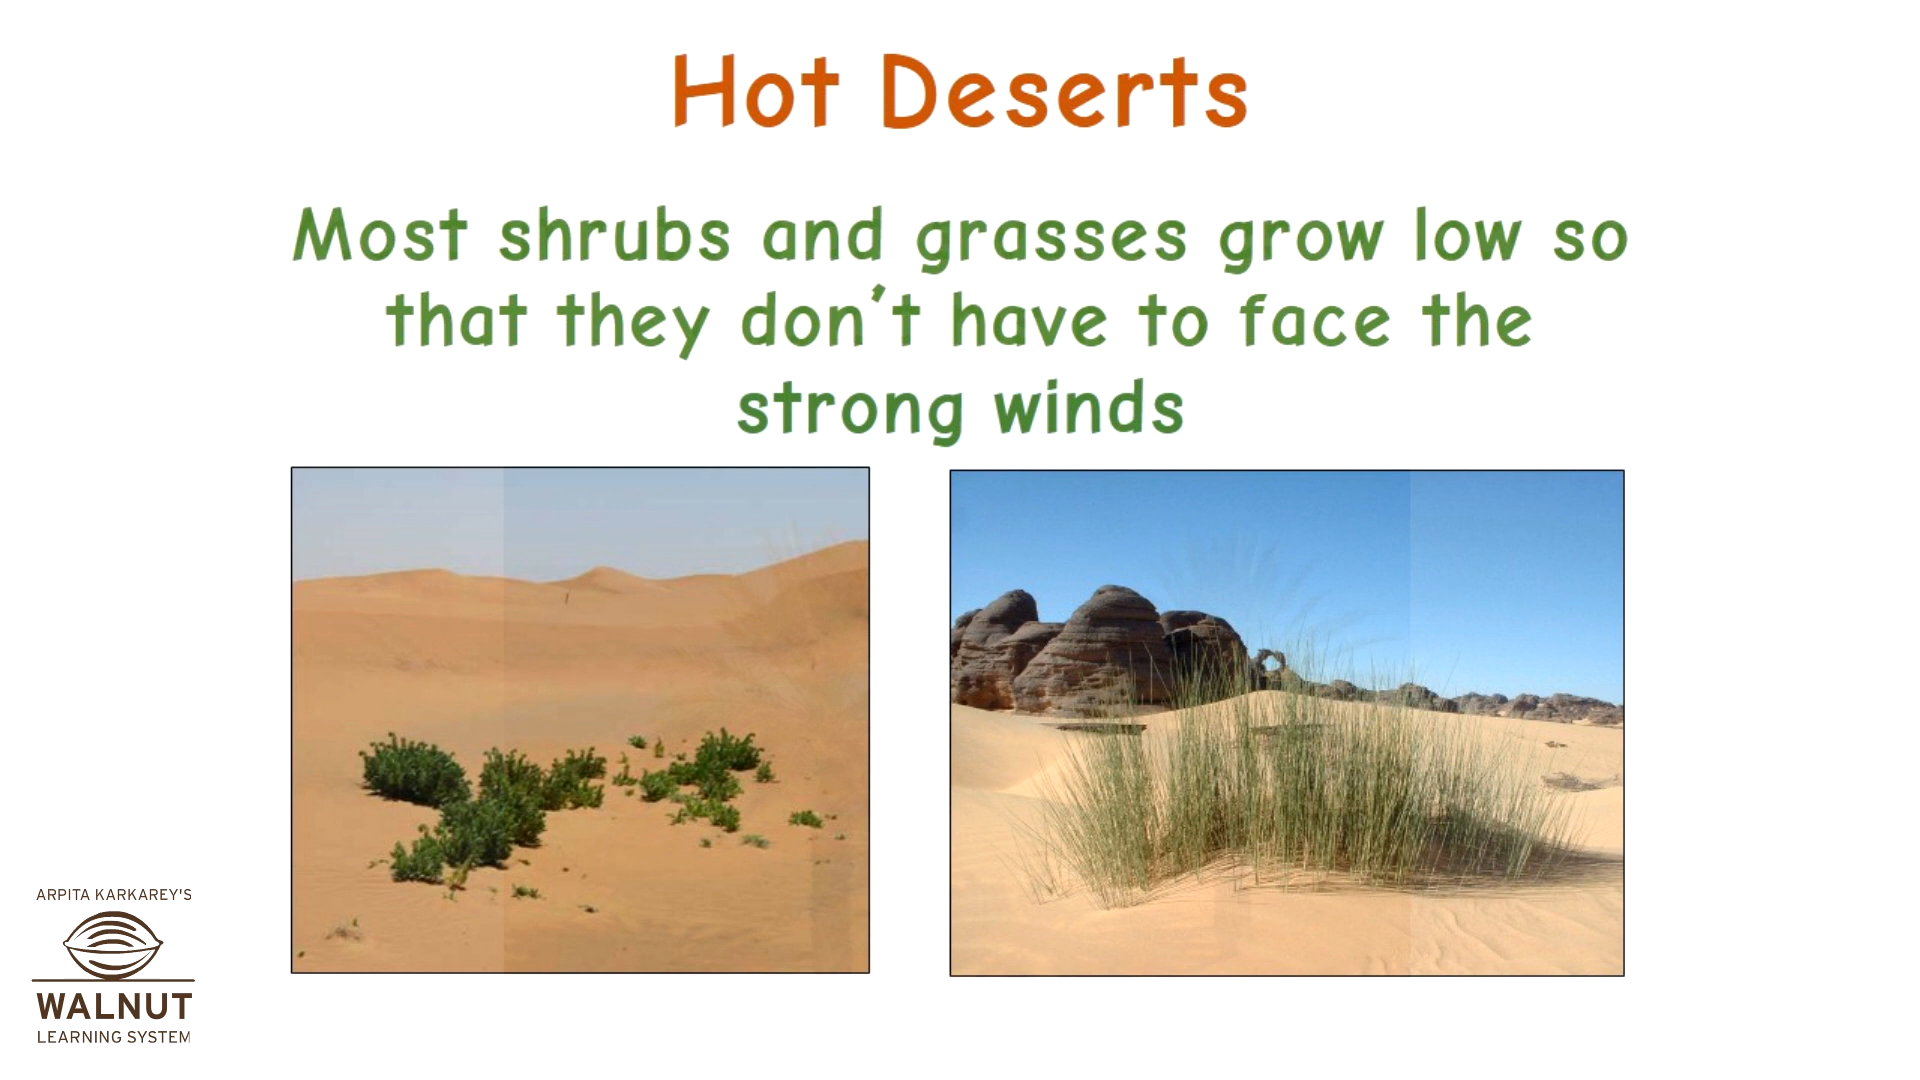 Hot Deserts
Most shrubs and grasses grow low so
that they don't have to face the
strong winds
ARPITA KARKAREY'S
WALNUT
LEARNING SYSTEM